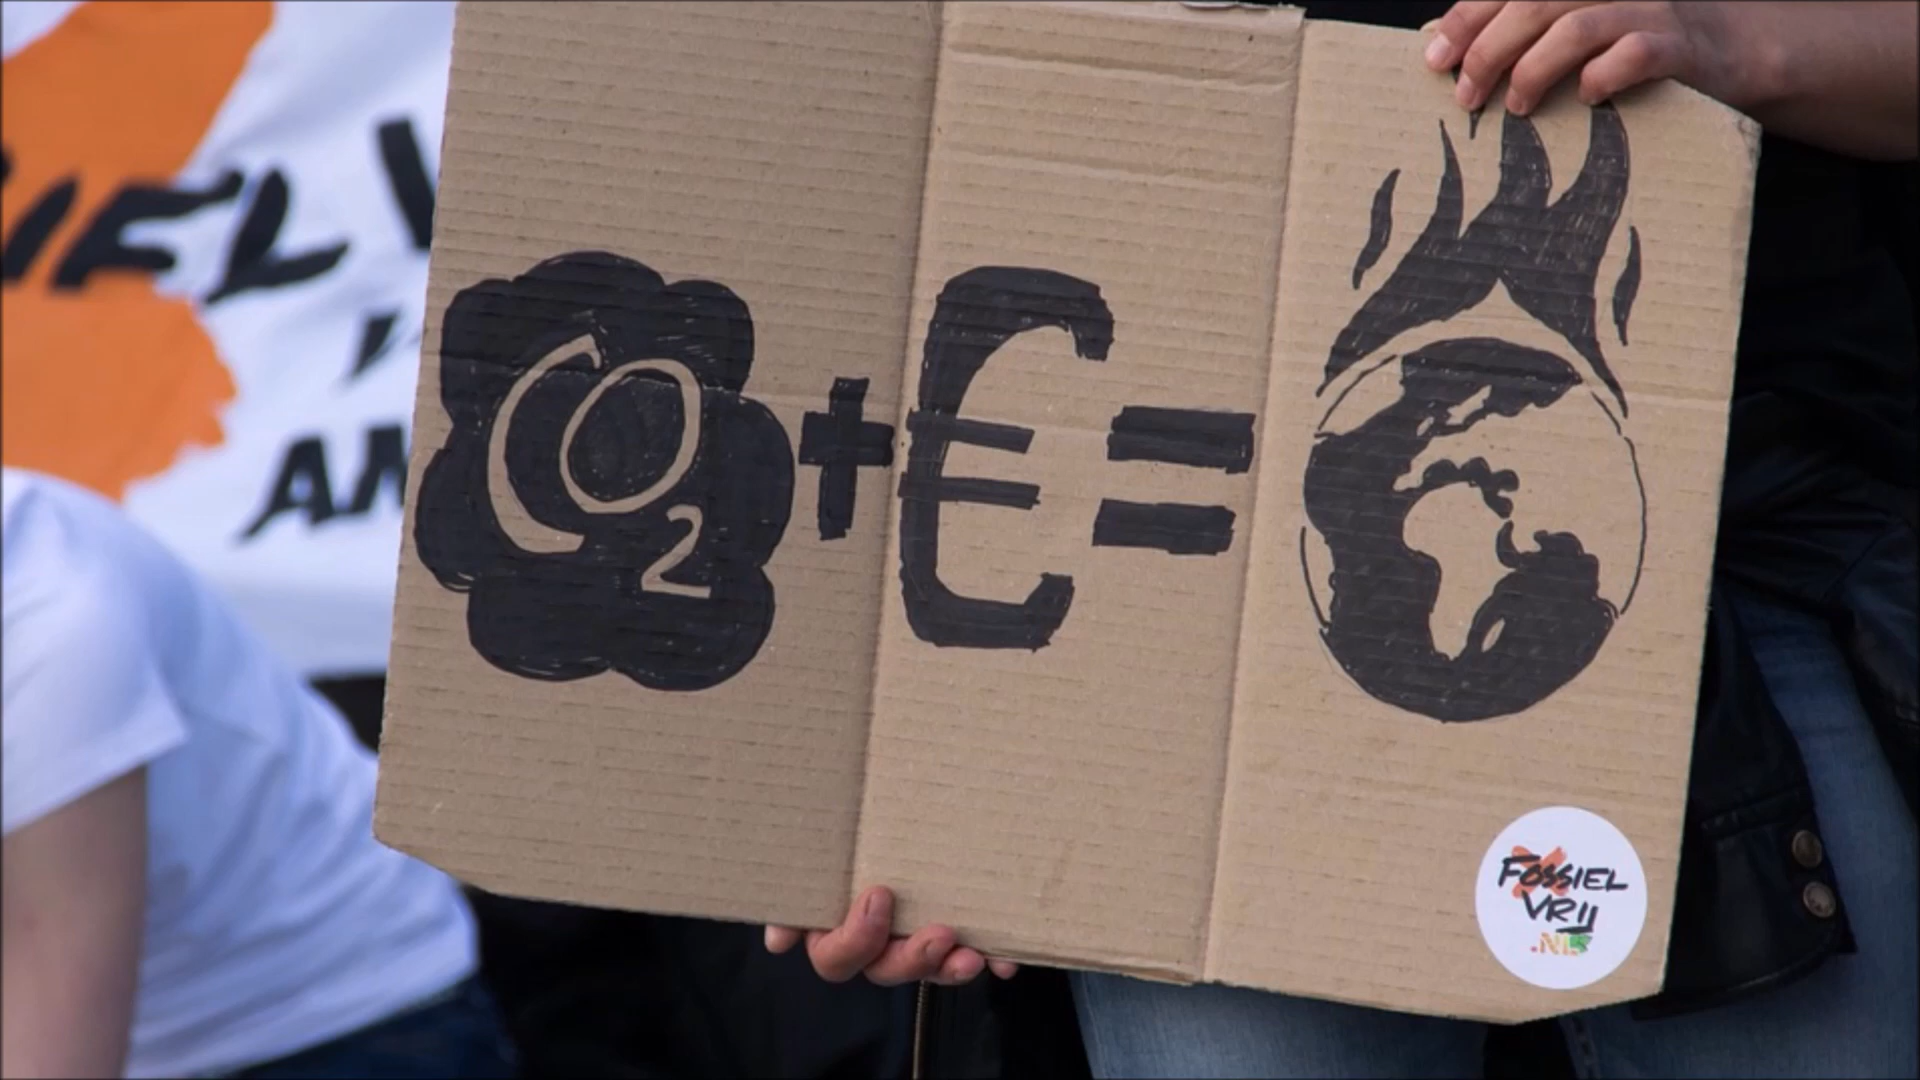 CO2 + € =
FOSSIEL
VRIJ
.NL